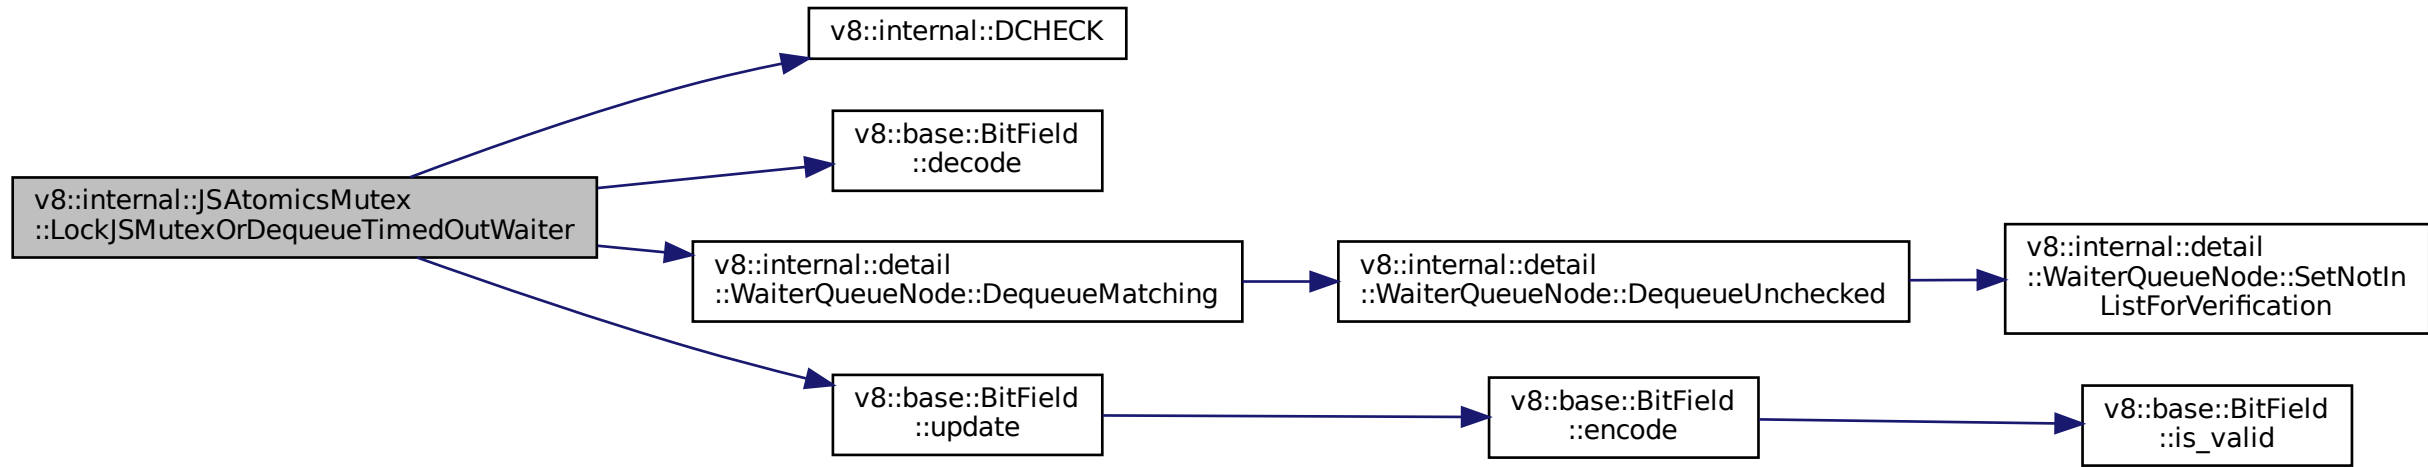 v8::internal::DCHECK
v8::base::BitField
::decode
v8::internal::JSAtomicsMutex
::LockJSMutexOrDequeueTimedOutWaiter
v8::internal::detail
::WaiterQueueNode::DequeueMatching
v8::internal::detail
::WaiterQueueNode::DequeueUnchecked
v8::internal::detail
::WaiterQueueNode::SetNotIn
ListForVerification
v8::base::BitField
::update
v8::base::BitField
::encode
v8::base::BitField
::is_valid